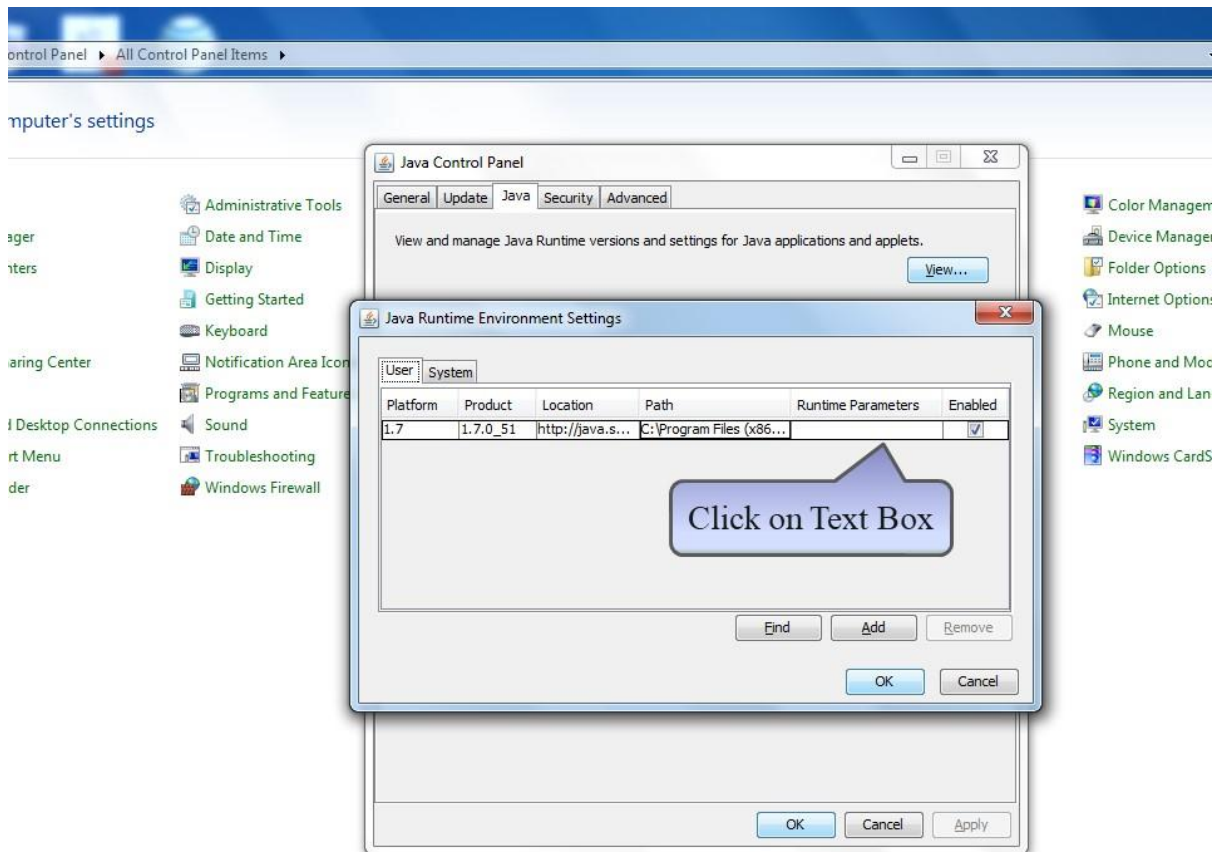 ontrol Panel ▸ All Control Panel Items ▸
mputer's settings
Administrative Tools
Date and Time
Display
Getting Started
Keyboard
aring Center
Notification Area Icon
Programs and Feature
d Desktop Connections
Sound
rt Menu
Troubleshooting
der
Windows Firewall
ager
nters
Java Control Panel
General Update Java Security Advanced
View and manage Java Runtime versions and settings for Java applications and applets.
View...
Java Runtime Environment Settings
User System
Platform Product Location Path Runtime Parameters Enabled
1.7 1.7.0_51 http://java.s... C:\Program Files (x86...
Click on Text Box
Find Add Remove
OK Cancel
OK Cancel Apply
Color Managem
Device Manager
Folder Options
Internet Options
Mouse
Phone and Mod
Region and Lan
System
Windows CardS